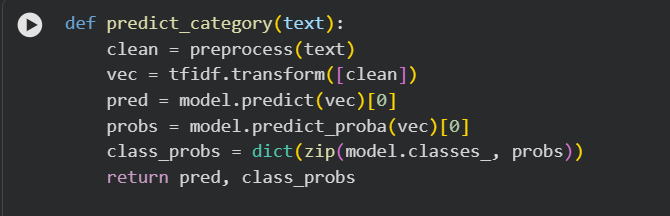 def predict_category(text):
    clean = preprocess(text)
    vec = tfidf.transform([clean])
    pred = model.predict(vec)[0]
    probs = model.predict_proba(vec)[0]
    class_probs = dict(zip(model.classes_, probs))
    return pred, class_probs